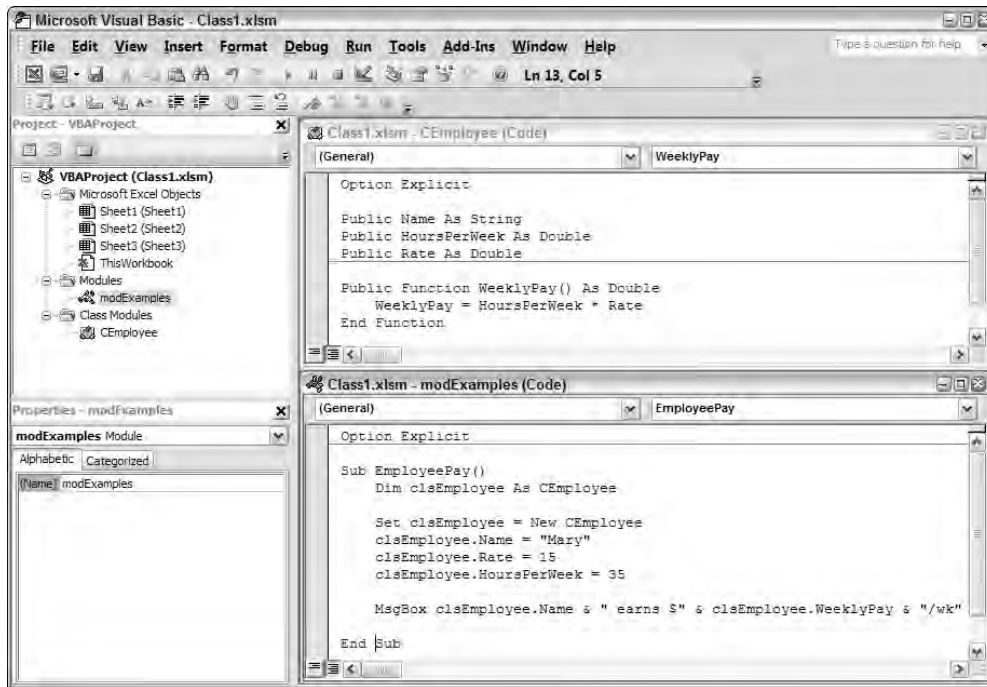 Microsoft Visual Basic - Class1.xlsm
File Edit View Insert Format Debug Run Tools Add-Ins Window Help
Type a question for help
Ln 13, Col 5
Project - VBAProject
VBAProject (Class1.xlsm)
Microsoft Excel Objects
Sheet1 (Sheet1)
Sheet2 (Sheet2)
Sheet3 (Sheet3)
ThisWorkbook
Modules
modExamples
Class Modules
CEmployee
Properties - modExamples
modExamples Module
Alphabetic Categorized
(Name) modExamples
Class1.xlsm - CEmployee (Code)
(General) WeeklyPay
Option Explicit
Public Name As String
Public HoursPerWeek As Double
Public Rate As Double
Public Function WeeklyPay() As Double
WeeklyPay = HoursPerWeek * Rate
End Function
Class1.xlsm - modExamples (Code)
(General) EmployeePay
Option Explicit
Sub EmployeePay()
Dim clsEmployee As CEmployee
Set clsEmployee = New CEmployee
clsEmployee.Name = "Mary"
clsEmployee.Rate = 15
clsEmployee.HoursPerWeek = 35
MsgBox clsEmployee.Name & " earns $" & clsEmployee.WeeklyPay & "/wk"
End Sub